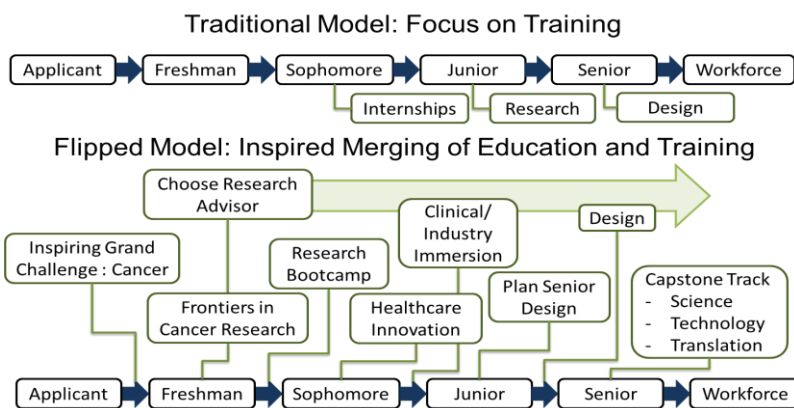 Traditional Model: Focus on Training
Applicant
Freshman
Sophomore
Junior
Senior
Workforce
Internships
Research
Design
Flipped Model: Inspired Merging of Education and Training
Choose Research
Advisor
Clinical/
Industry
Immersion
Design
Inspiring Grand
Challenge : Cancer
Research
Bootcamp
Frontiers in
Cancer Research
Healthcare
Innovation
Plan Senior
Design
Capstone Track
- Science
- Technology
- Translation
Applicant
Freshman
Sophomore
Junior
Senior
Workforce